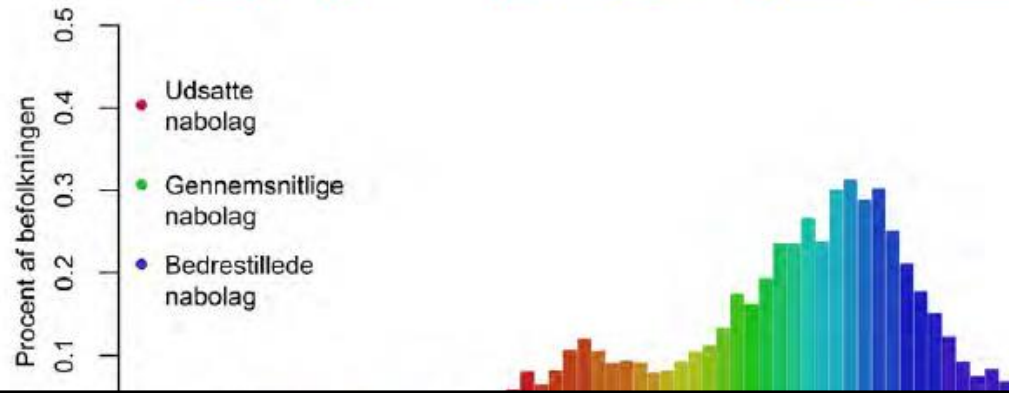 0.5
Udsatte
nabolag
0.4
Gennemsnitlige
nabolag
0.3
Bedrestillede
nabolag
0.2
0.1
Procent af befolkningen